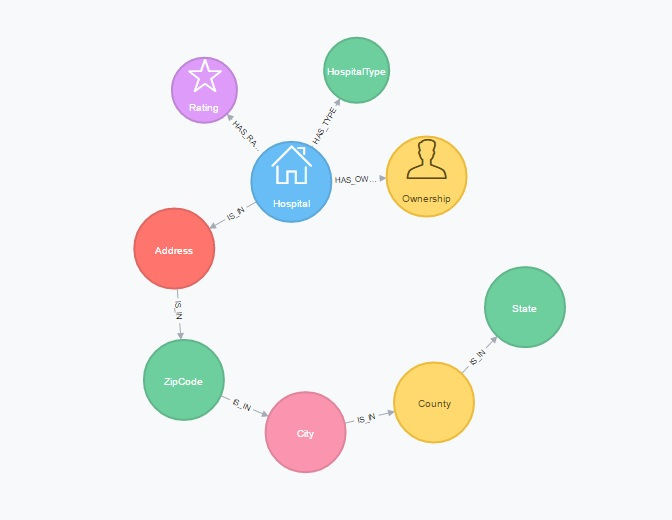 HospitalType
Rating
HAS_TYPE
HAS_RA...
HAS_OW...
Ownership
Hospital
IS_IN
Address
IS_IN
State
IS_IN
ZipCode
IS_IN
County
IS_IN
City